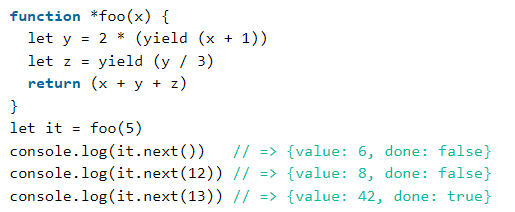 function *foo(x) {
  let y = 2 * (yield (x + 1))
  let z = yield (y / 3)
  return (x + y + z)
}
let it = foo(5)
console.log(it.next())   // => {value: 6, done: false}
console.log(it.next(12)) // => {value: 8, done: false}
console.log(it.next(13)) // => {value: 42, done: true}